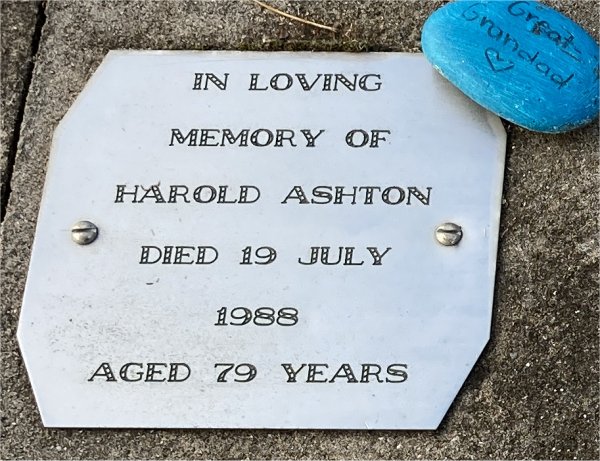 IN LOVING
MEMORY OF
HAROLD ASHTON
DIED 19 JULY
1988
AGED 79 YEARS
Great-
Grandad
♡